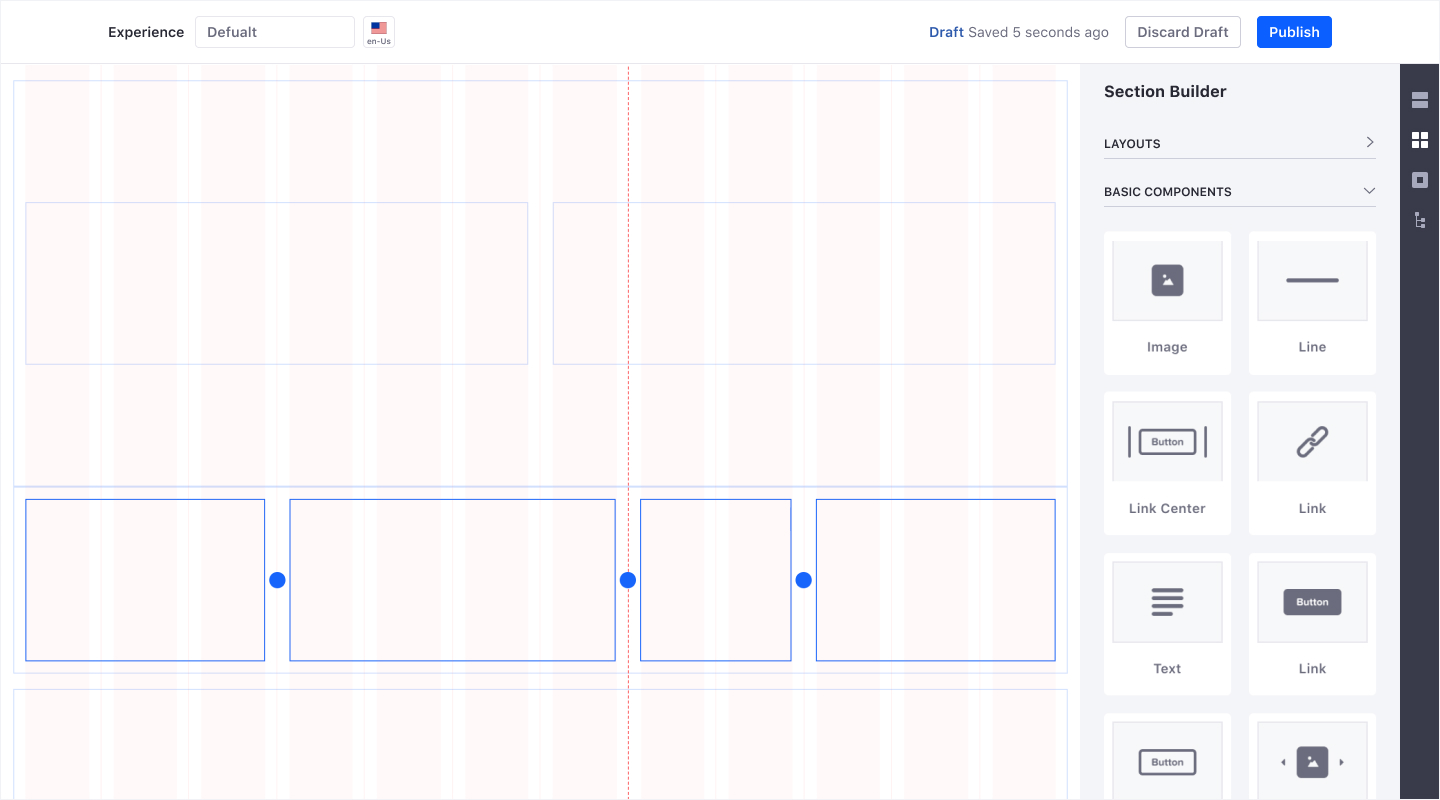 Experience
Defualt
en-Us
Draft Saved 5 seconds ago
Discard Draft
Publish
Section Builder
LAYOUTS
BASIC COMPONENTS
Image
Line
Button
Link Center
Link
Text
Button
Link
Button